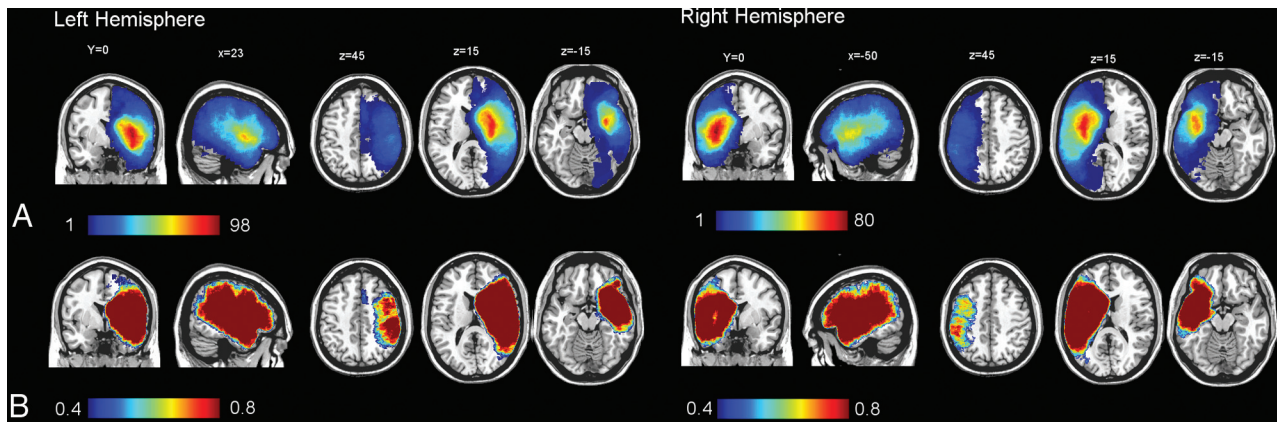 Left Hemisphere
Right Hemisphere
Y=0 x=23 z=45 z=15 z=-15
Y=0 x=-50 z=45 z=15 z=-15
A
1 98
1 80
B
0.4 0.8
0.4 0.8